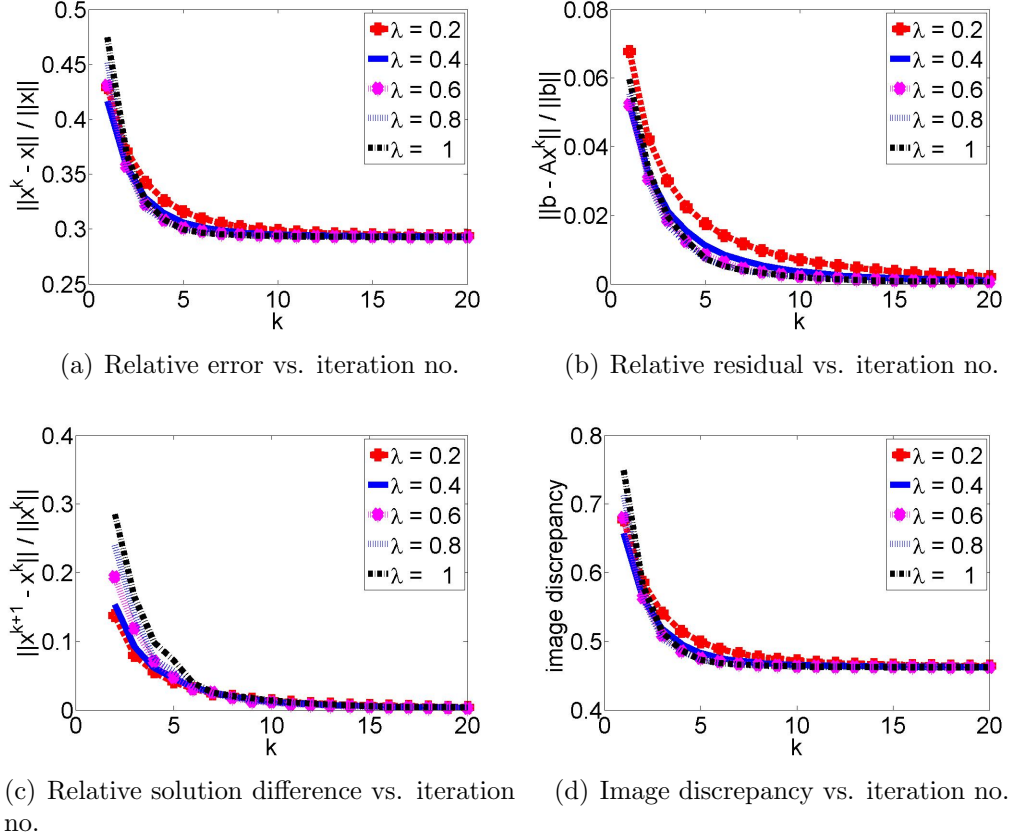 0.5
0.45
0.4
0.35
0.3
0.25
0
5
10
15
20
||x^k - x|| / ||x||
k
λ = 0.2
λ = 0.4
λ = 0.6
λ = 0.8
λ = 1
(a) Relative error vs. iteration no.
0.08
0.06
0.04
0.02
0
0
5
10
15
20
||b - Ax^k|| / ||b||
k
λ = 0.2
λ = 0.4
λ = 0.6
λ = 0.8
λ = 1
(b) Relative residual vs. iteration no.
0.4
0.3
0.2
0.1
0
0
5
10
15
20
||x^{k+1} - x^k|| / ||x^k||
k
λ = 0.2
λ = 0.4
λ = 0.6
λ = 0.8
λ = 1
(c) Relative solution difference vs. iteration
no.
0.8
0.7
0.6
0.5
0.4
0
5
10
15
20
image discrepancy
k
λ = 0.2
λ = 0.4
λ = 0.6
λ = 0.8
λ = 1
(d) Image discrepancy vs. iteration no.